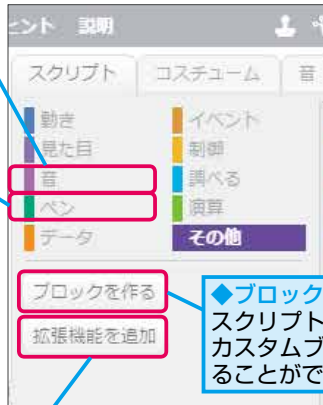 ヒント 説明
スクリプト コスチューム 音
動き イベント
見た目 制御
音 調べる
ペン 演算
データ その他
ブロックを作る
拡張機能を追加
◆ブロック
スクリプト
カスタムブ
ることがで